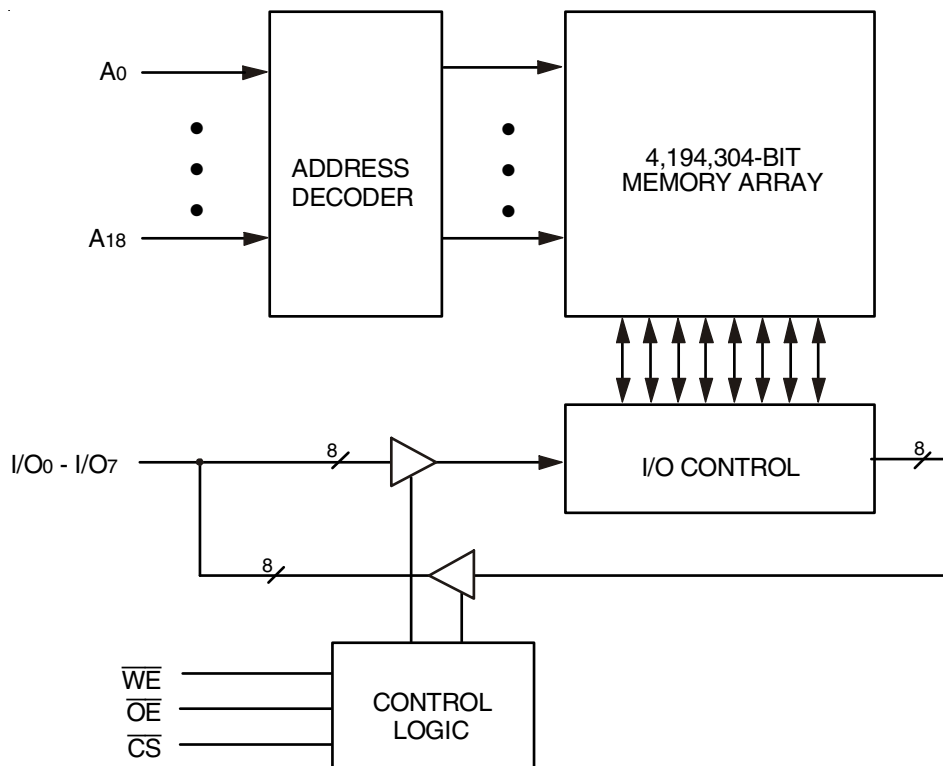 A0
A18
ADDRESS
DECODER
4,194,304-BIT
MEMORY ARRAY
I/O0 - I/O7
8
I/O CONTROL
8
8
WE
OE
CS
CONTROL
LOGIC